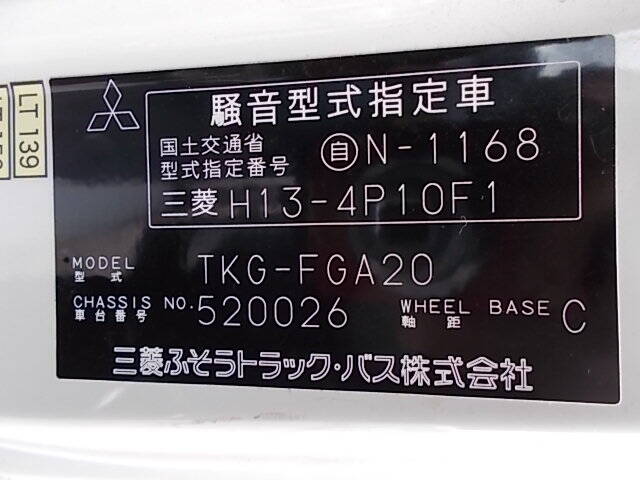 騒音型式指定車
国土交通省
型式指定番号
自N-1168
三菱 H13-4P10F1
MODEL
型式
TKG-FGA20
CHASSIS NO.
車台番号
520026
WHEEL BASE
軸距
C
三菱ふそうトラック・バス株式会社
LT 139